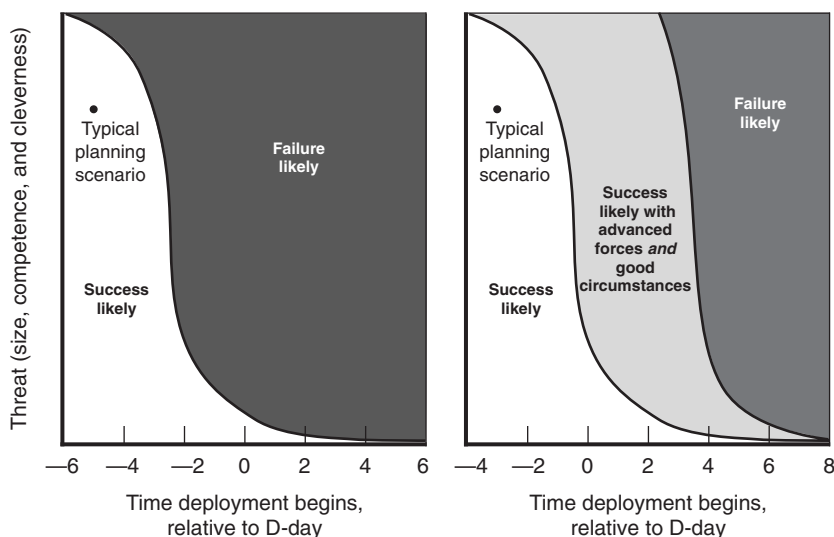 Threat (size, competence, and cleverness)
Typical
planning
scenario
Failure
likely
Success
likely
—6 —4 —2 0 2 4 6
Time deployment begins,
relative to D-day
Typical
planning
scenario
Failure
likely
Success
likely with
advanced
forces and
good
circumstances
Success
likely
—4 —2 0 2 4 6 8
Time deployment begins,
relative to D-day